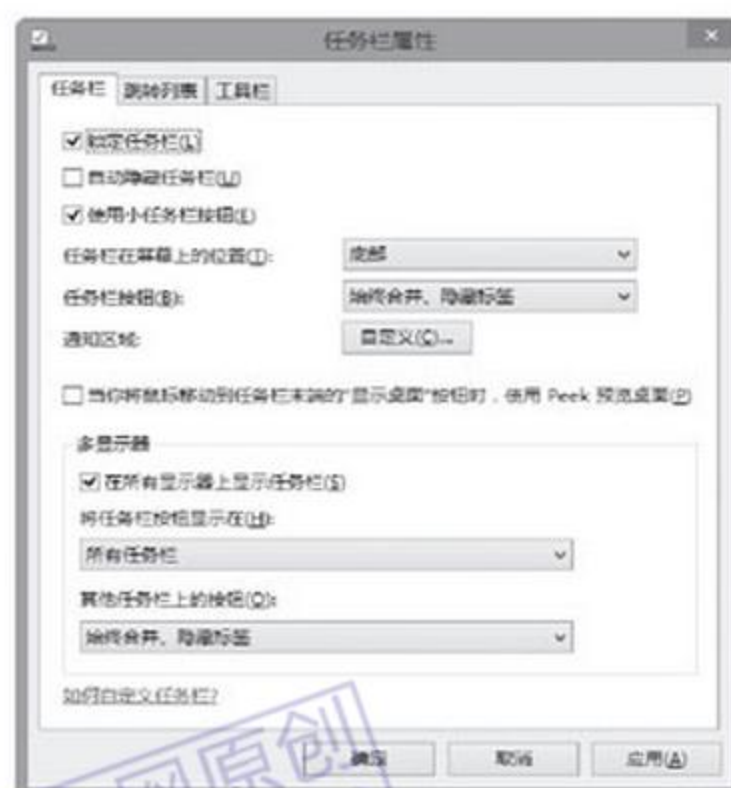 任务栏属性
任务栏 跳转列表 工具栏
锁定任务栏(L)
自动隐藏任务栏(U)
使用小任务栏按钮(E)
任务栏在屏幕上的位置(T): 底部
任务栏按钮(B): 始终合并、隐藏标签
通知区域: 自定义(C)...
当你将鼠标移动到任务栏末端的"显示桌面"按钮时，使用 Peek 预览桌面(P)
多显示器
在所有显示器上显示任务栏(S)
将任务栏按钮显示在(H):
所有任务栏
其他任务栏上的按钮(O):
始终合并、隐藏标签
如何自定义任务栏?
确定 取消 应用(A)
网原创